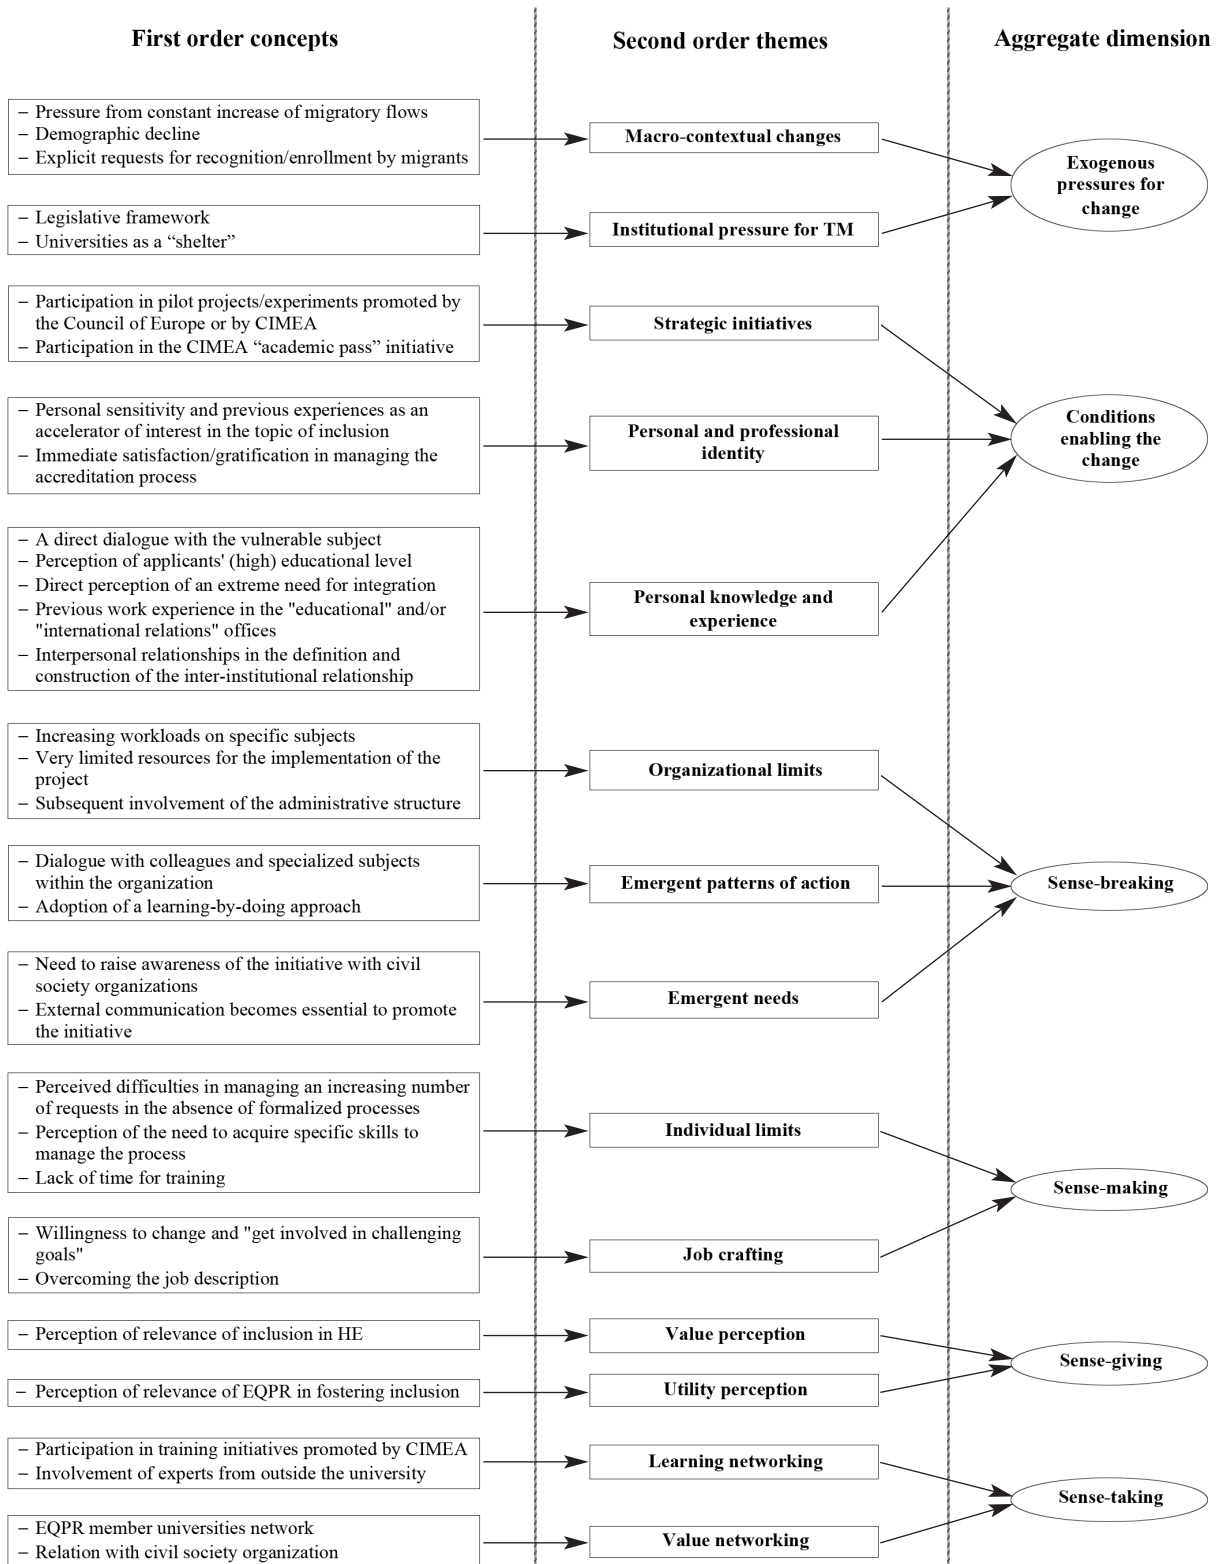 First order concepts
Second order themes
Aggregate dimension
– Pressure from constant increase of migratory flows
– Demographic decline
– Explicit requests for recognition/enrollment by migrants
Macro-contextual changes
Exogenous
pressures for
change
– Legislative framework
– Universities as a “shelter”
Institutional pressure for TM
– Participation in pilot projects/experiments promoted by
the Council of Europe or by CIMEA
– Participation in the CIMEA “academic pass” initiative
Strategic initiatives
– Personal sensitivity and previous experiences as an
accelerator of interest in the topic of inclusion
– Immediate satisfaction/gratification in managing the
accreditation process
Personal and professional
identity
Conditions
enabling the
change
– A direct dialogue with the vulnerable subject
– Perception of applicants' (high) educational level
– Direct perception of an extreme need for integration
– Previous work experience in the "educational" and/or
"international relations" offices
– Interpersonal relationships in the definition and
construction of the inter-institutional relationship
Personal knowledge and
experience
– Increasing workloads on specific subjects
– Very limited resources for the implementation of the
project
– Subsequent involvement of the administrative structure
Organizational limits
– Dialogue with colleagues and specialized subjects
within the organization
– Adoption of a learning-by-doing approach
Emergent patterns of action
Sense-breaking
– Need to raise awareness of the initiative with civil
society organizations
– External communication becomes essential to promote
the initiative
Emergent needs
– Perceived difficulties in managing an increasing number
of requests in the absence of formalized processes
– Perception of the need to acquire specific skills to
manage the process
– Lack of time for training
Individual limits
Sense-making
– Willingness to change and "get involved in challenging
goals"
– Overcoming the job description
Job crafting
– Perception of relevance of inclusion in HE
Value perception
Sense-giving
– Perception of relevance of EQPR in fostering inclusion
Utility perception
– Participation in training initiatives promoted by CIMEA
– Involvement of experts from outside the university
Learning networking
Sense-taking
– EQPR member universities network
– Relation with civil society organization
Value networking